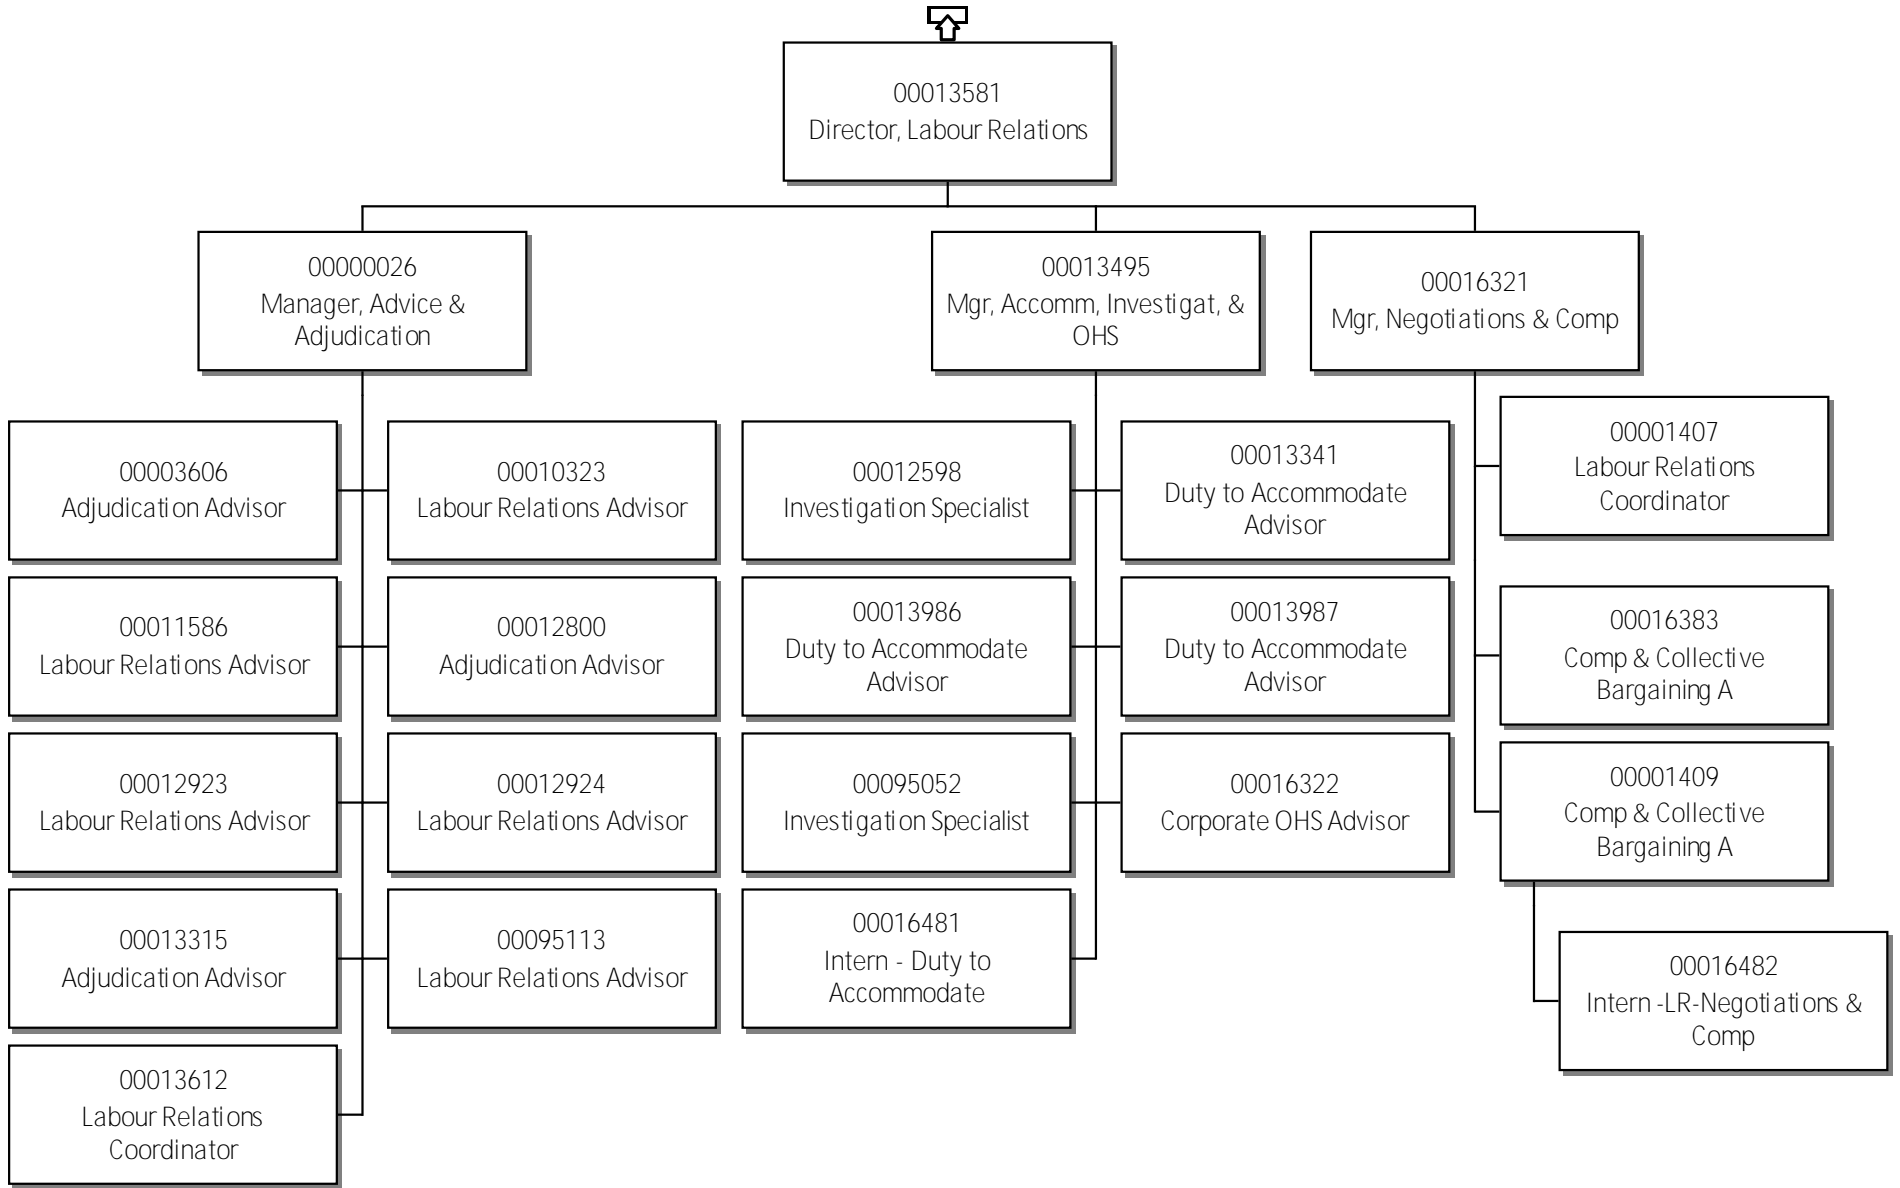 00013581
Director, Labour Relations
00000026
Manager, Advice &
Adjudication
00013495
Mgr, Accomm, Investigat, &
OHS
00016321
Mgr, Negotiations & Comp
00003606
Adjudication Advisor
00010323
Labour Relations Advisor
00011586
Labour Relations Advisor
00012800
Adjudication Advisor
00012923
Labour Relations Advisor
00012924
Labour Relations Advisor
00013315
Adjudication Advisor
00095113
Labour Relations Advisor
00013612
Labour Relations
Coordinator
00012598
Investigation Specialist
00013341
Duty to Accommodate
Advisor
00013986
Duty to Accommodate
Advisor
00013987
Duty to Accommodate
Advisor
00095052
Investigation Specialist
00016322
Corporate OHS Advisor
00016481
Intern - Duty to
Accommodate
00001407
Labour Relations
Coordinator
00016383
Comp & Collective
Bargaining A
00001409
Comp & Collective
Bargaining A
00016482
Intern -LR-Negotiations &
Comp